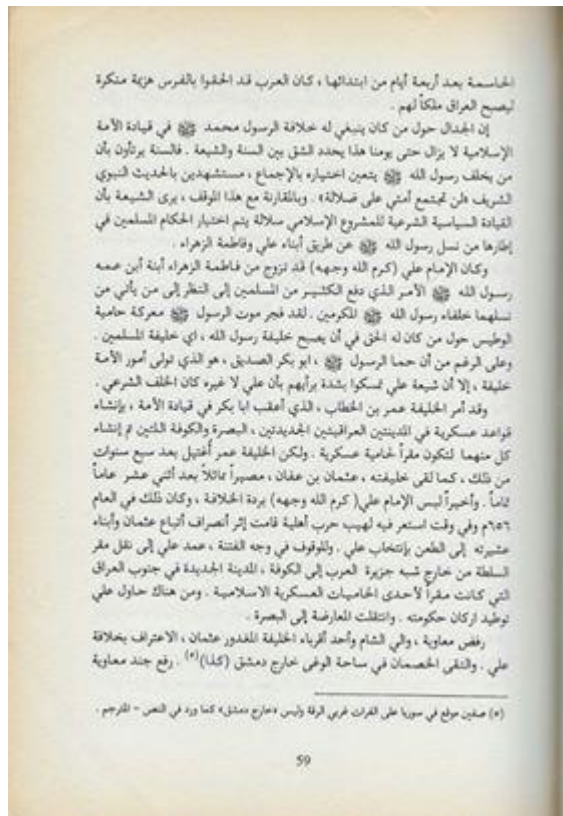 الحاسمة بعد أربعة أيام من ابتدائها ، كان العرب قد الحقوا بالفرس هزيمة منكرة
ليصبح العراق ملكاً لهم .
إن الجدال حول من كان ينبغي له خلافة الرسول محمد ﷺ في قيادة الأمة
الإسلامية لا يزال حتى يومنا هذا يحدد الشق بين السنة والشيعة . فالسنة يرتأون بأن
من يخلف رسول الله ﷺ يتعين اختياره بالإجماع ، مستشهدين بالحديث النبوي
الشريف «لن تجتمع أمتي على ضلالة» . وبالمقارنة مع هذا الموقف ، يرى الشيعة بأن
القيادة السياسية الشرعية للمشروع الإسلامي سلالة يتم اختيار الحكام المسلمين في
إطارها من نسل رسول الله ﷺ عن طريق أبناء علي وفاطمة الزهراء .
وكان الإمام علي (كرم الله وجهه) قد تزوج من فاطمة الزهراء أبنة أبن عمه
رسول الله ﷺ الأمر الذي دفع الكثير من المسلمين إلى النظر إلى من يأتي من
نسلهما خلفاء رسول الله ﷺ المكرمين . لقد فجر موت الرسول ﷺ معركة حامية
الوطيس حول من كان له الحق في أن يصبح خليفة رسول الله ، اي خليفة المسلمين .
وعلى الرغم من أن حما الرسول ﷺ ، ابو بكر الصديق ، هو الذي تولى أمور الأمة
خليفة ، إلا أن شيعة علي تمسكوا بشدة برأيهم بأن علي لا غيره كان الخلف الشرعي .
وقد أمر الخليفة عمر بن الخطاب ، الذي أعقب ابا بكر في قيادة الأمة ، بإنشاء
قواعد عسكرية في المدينتين العراقيتين الجديدتين ، البصرة والكوفة اللتين تم إنشاء
كل منهما لتكون مقراً لحامية عسكرية . ولكن الخليفة عمر أغتيل بعد سبع سنوات
من ذلك ، كما لقى خليفته ، عثمان بن عفان ، مصيراً مماثلاً بعد أثني عشر عاماً
تماماً . وأخيراً لبس الإمام علي( كرم الله وجهه) بردة الخلافة ، وكان ذلك في العام
٦٥٦م وفي وقت استعر فيه لهيب حرب أهلية قامت إثر أنصراف أتباع عثمان وأبناء
عشيرته إلى الطعن بإنتخاب علي . وللوقوف في وجه الفتنة ، عمد علي إلى نقل مقر
السلطة من خارج شبه جزيرة العرب إلى الكوفة ، المدينة الجديدة في جنوب العراق
التي كانت مقراً لأحدى الحاميات العسكرية الاسلامية . ومن هناك حاول علي
توطيد اركان حكومته . وانتقلت المعارضة إلى البصرة .
رفض معاوية ، والي الشام وأحد أقرباء الخليفة المغدور عثمان ، الاعتراف بخلافة
علي . والتقى الخصمان في ساحة الوغى خارج دمشق (كذا)(٥) . رفع جند معاوية
(٥) صفين موقع في سوريا على الفرات غربي الرقة وليس «خارج دمشق» كما ورد في النص – المترجم .
59